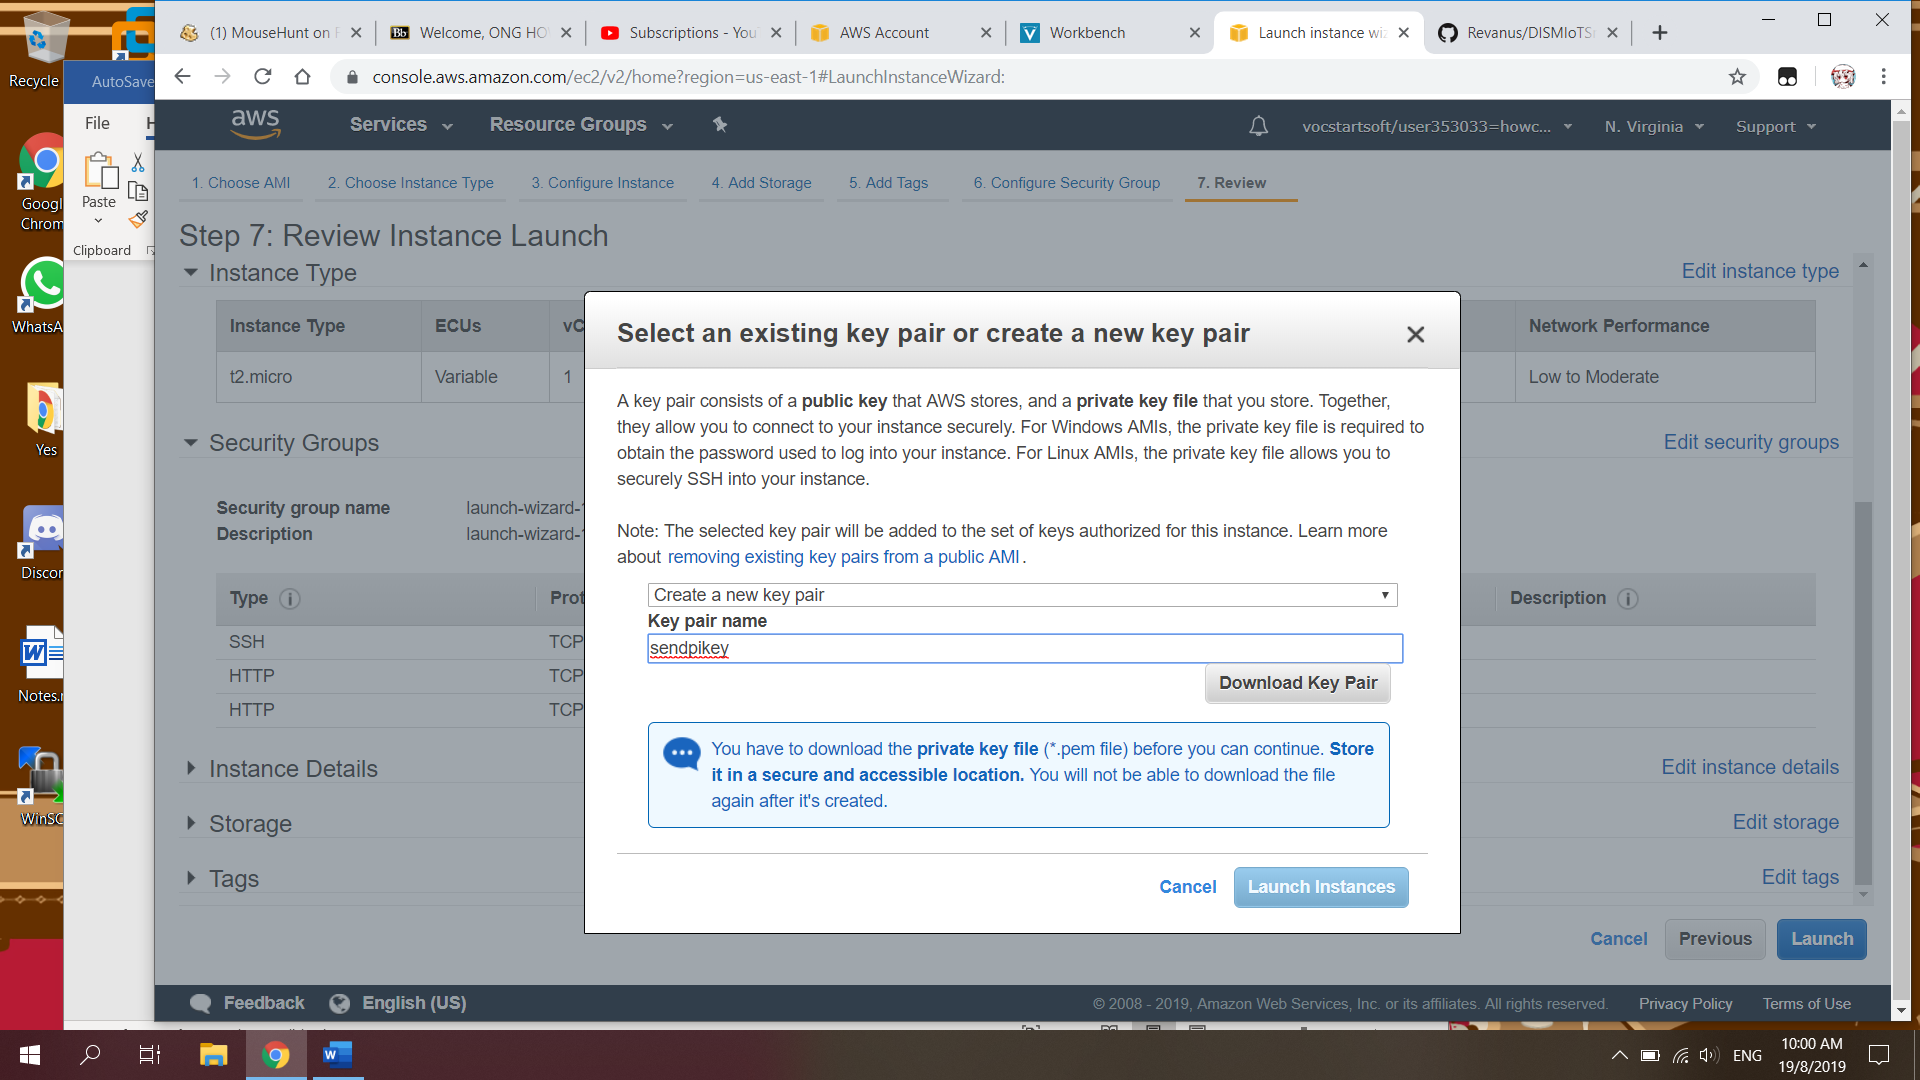 (1) MouseHunt on F
Welcome, ONG HO
Subscriptions - You
AWS Account
Workbench
Launch instance wiz
Revanus/DISMIoTS
console.aws.amazon.com/ec2/v2/home?region=us-east-1#LaunchInstanceWizard:
Recycle
AutoSave
File
Paste
Clipboard
Googl
Chrom
WhatsA
Yes
Discor
Notes.r
WinSC
aws
Services
Resource Groups
vocstartsoft/user353033=howc...
N. Virginia
Support
1. Choose AMI
2. Choose Instance Type
3. Configure Instance
4. Add Storage
5. Add Tags
6. Configure Security Group
7. Review
Step 7: Review Instance Launch
Instance Type
Edit instance type
Instance Type ECUs vC Network Performance
t2.micro Variable 1 Low to Moderate
Security Groups
Edit security groups
Security group name launch-wizard-1
Description launch-wizard-1
Type Prot Description
SSH TCP
HTTP TCP
HTTP TCP
Instance Details
Edit instance details
Storage
Edit storage
Tags
Edit tags
Select an existing key pair or create a new key pair
A key pair consists of a public key that AWS stores, and a private key file that you store. Together,
they allow you to connect to your instance securely. For Windows AMIs, the private key file is required to
obtain the password used to log into your instance. For Linux AMIs, the private key file allows you to
securely SSH into your instance.
Note: The selected key pair will be added to the set of keys authorized for this instance. Learn more
about removing existing key pairs from a public AMI.
Create a new key pair
Key pair name
sendpikey
Download Key Pair
You have to download the private key file (*.pem file) before you can continue. Store
it in a secure and accessible location. You will not be able to download the file
again after it's created.
Cancel
Launch Instances
Cancel
Previous
Launch
Feedback
English (US)
© 2008 - 2019, Amazon Web Services, Inc. or its affiliates. All rights reserved.
Privacy Policy
Terms of Use
ENG
10:00 AM
19/8/2019